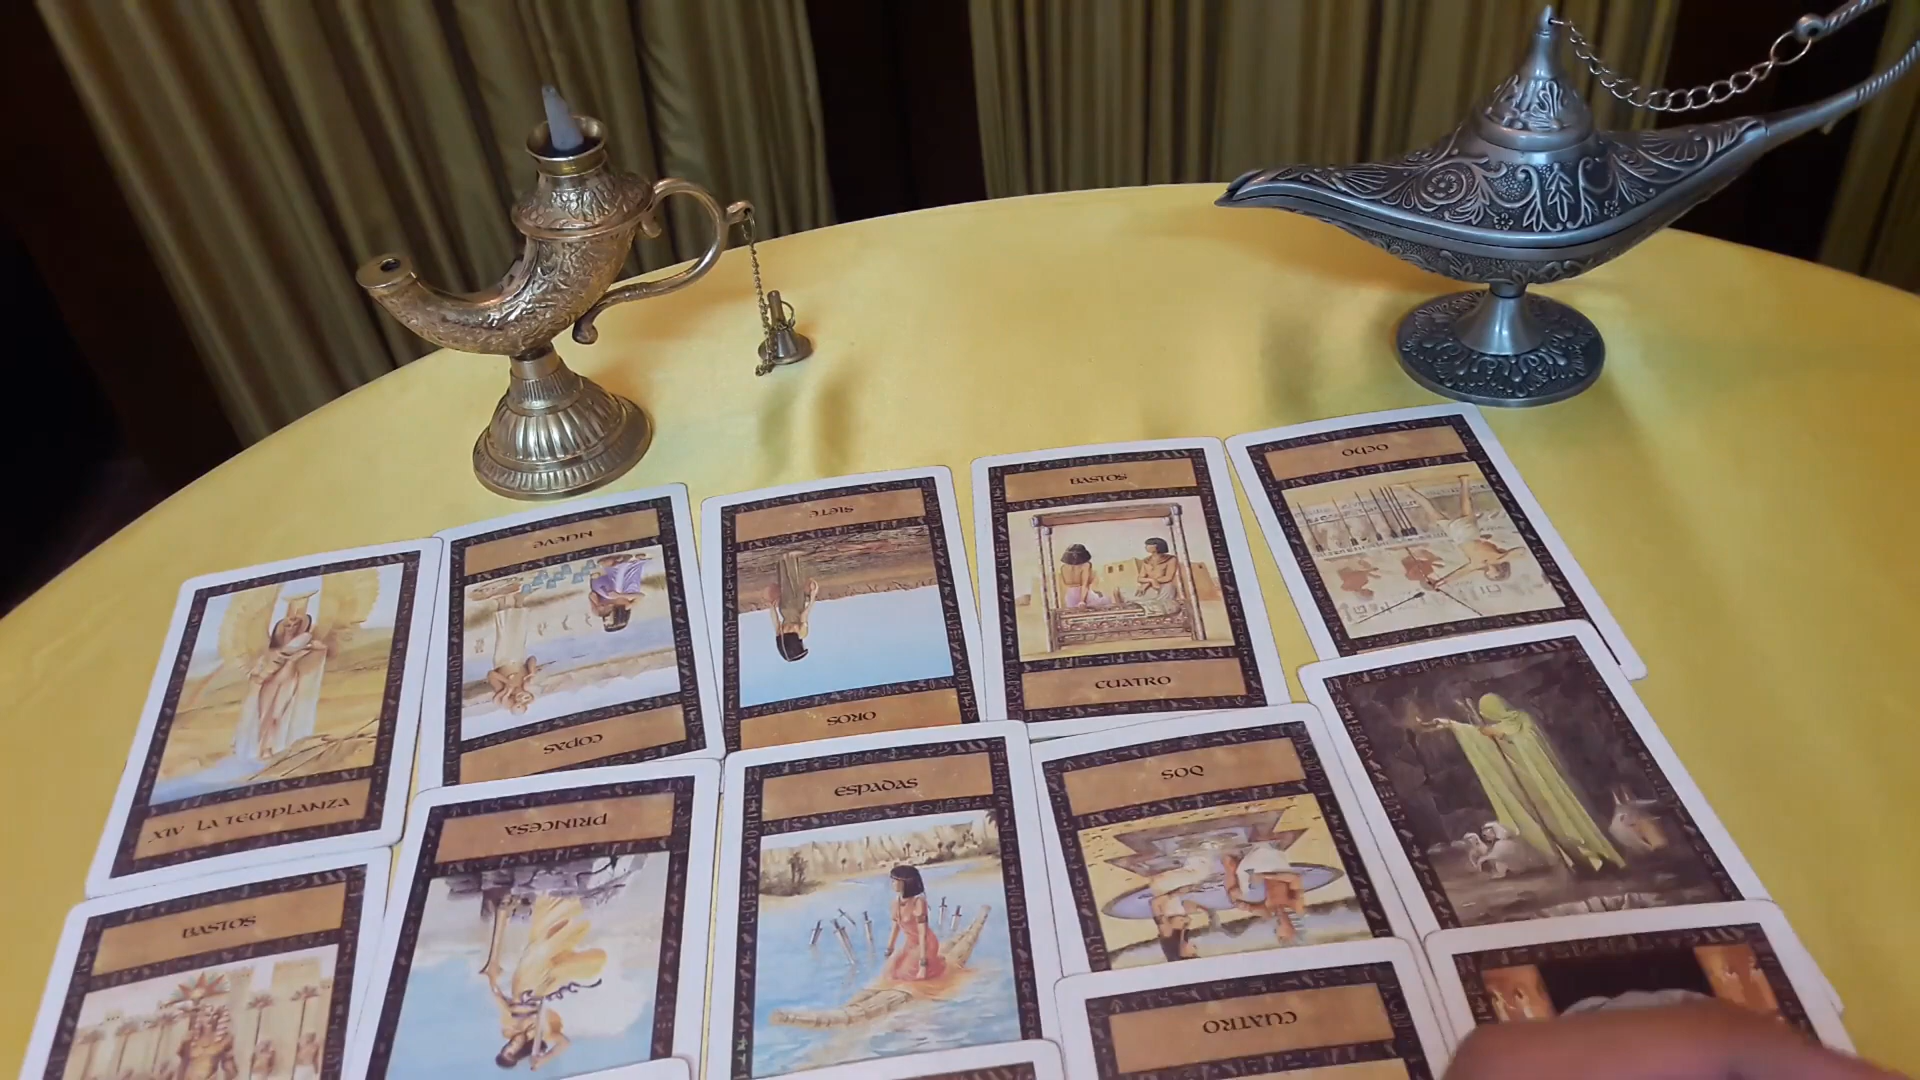 NUEVE
SIETE
BASTOS
OCHO
CUATRO
OROS
COPAS
XIV LA TEMPLANZA
PRINCESA
ESPADAS
DOS
BASTOS
CUATRO